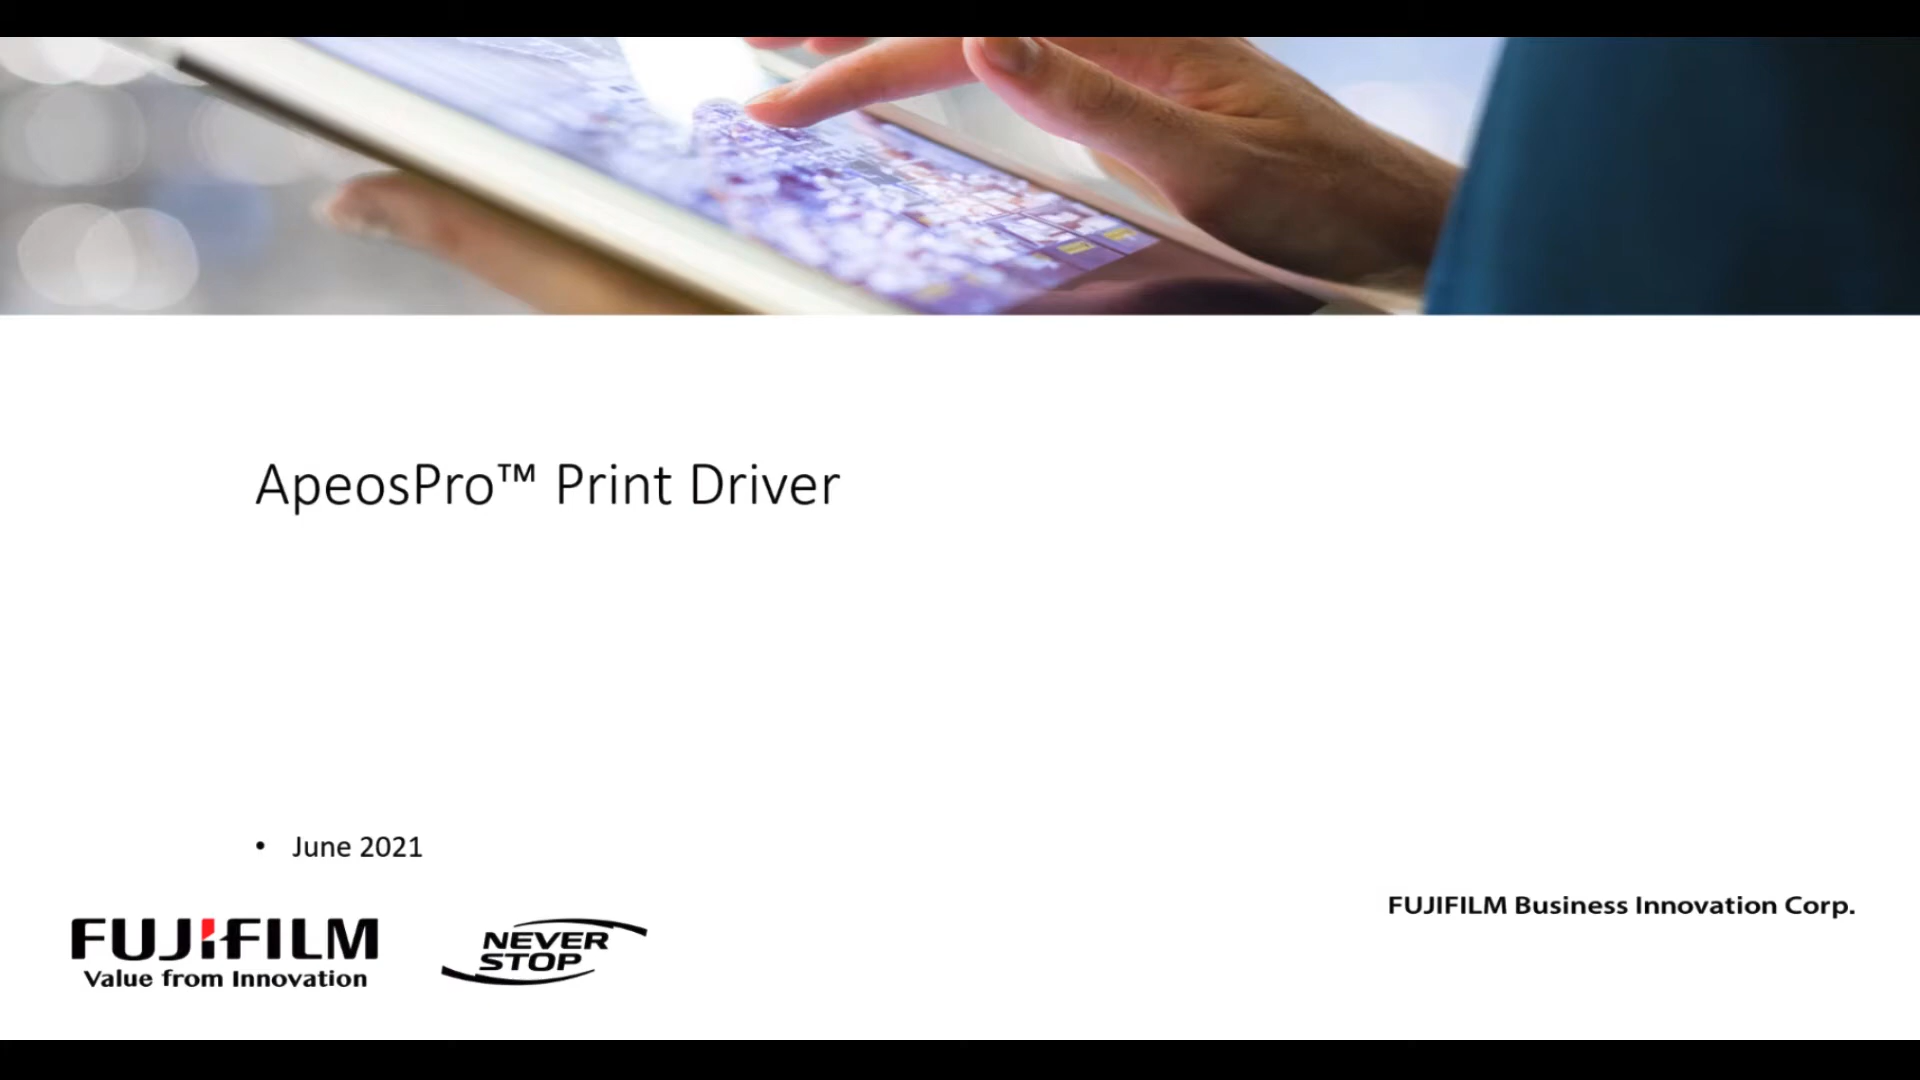 ApeosPro™ Print Driver
• June 2021
FUJIFILM Business Innovation Corp.
FUJIFILM
Value from Innovation
NEVER
STOP